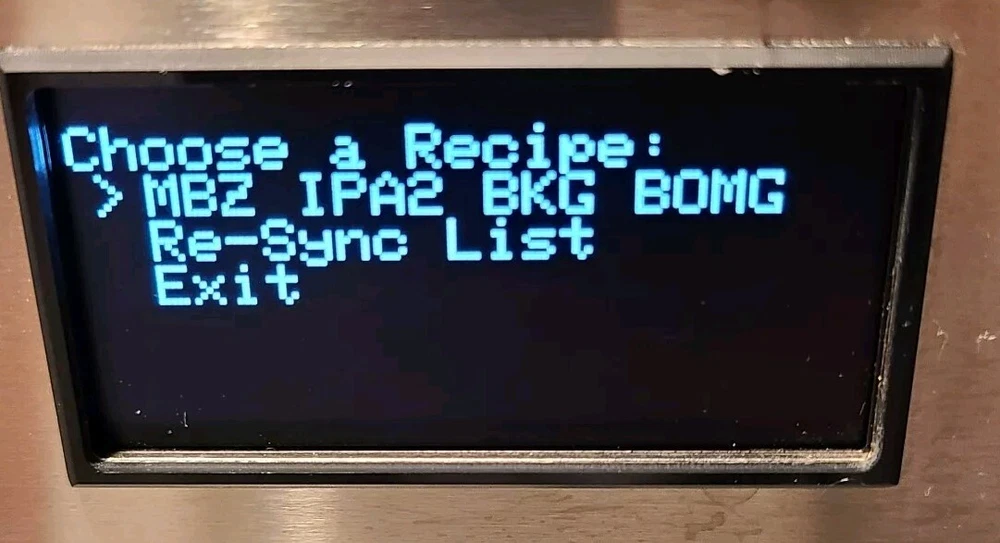 Choose a Recipe:
> MBZ IPA2 BKG BOMG
Re-Sync List
Exit